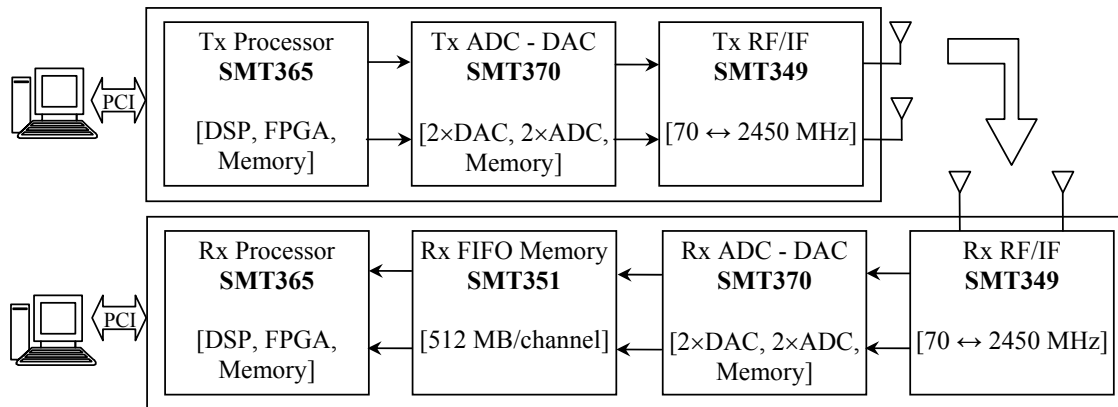 PCI
Tx Processor
SMT365
[DSP, FPGA,
Memory]
Tx ADC - DAC
SMT370
[2×DAC, 2×ADC,
Memory]
Tx RF/IF
SMT349
[70 ↔ 2450 MHz]
PCI
Rx Processor
SMT365
[DSP, FPGA,
Memory]
Rx FIFO Memory
SMT351
[512 MB/channel]
Rx ADC - DAC
SMT370
[2×DAC, 2×ADC,
Memory]
Rx RF/IF
SMT349
[70 ↔ 2450 MHz]